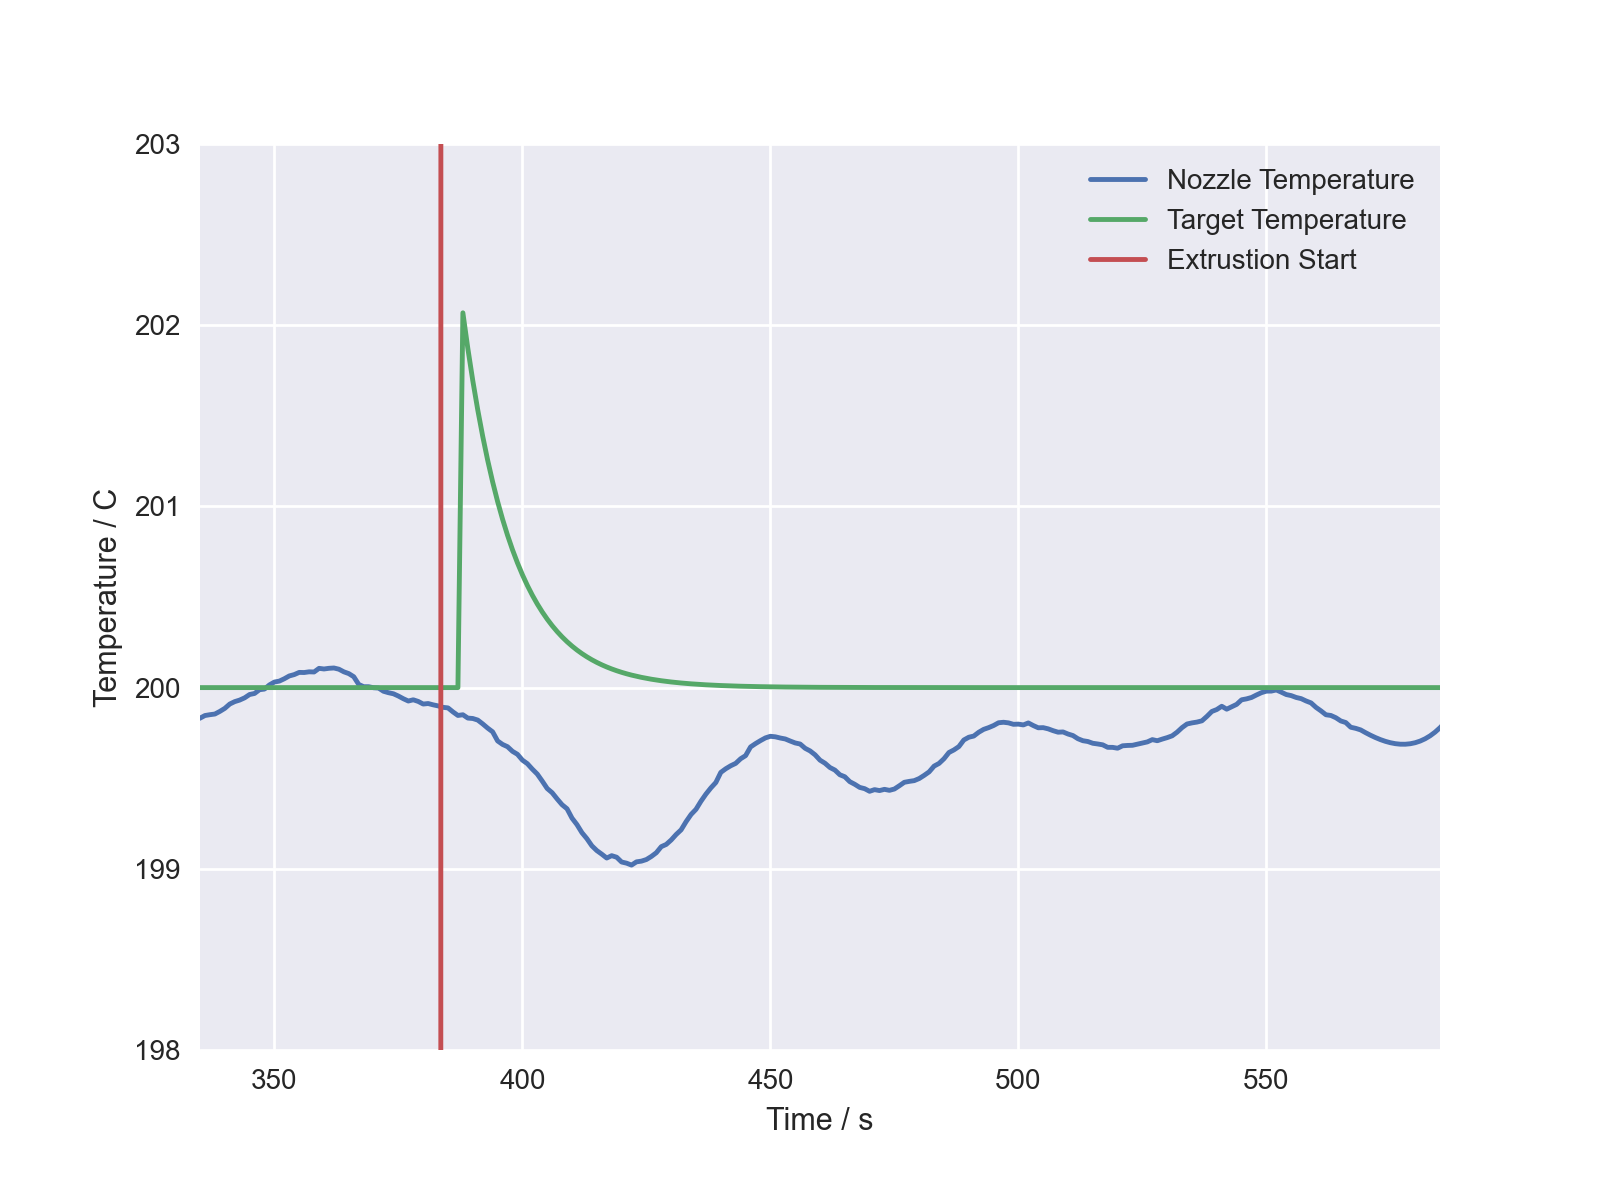 203
202
201
200
199
198
Temperature / C
Nozzle Temperature
Target Temperature
Extrustion Start
350 400 450 500 550
Time / s